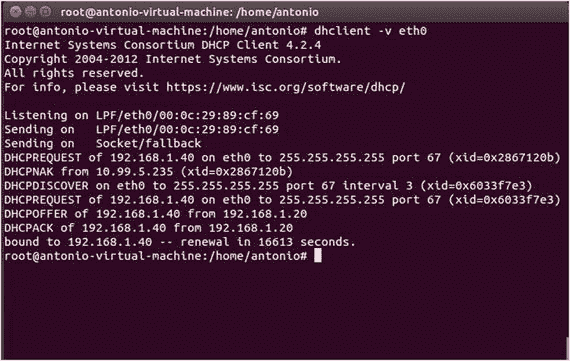 root@antonio-virtual-machine: /home/antonio
root@antonio-virtual-machine:/home/antonio# dhclient -v eth0
Internet Systems Consortium DHCP Client 4.2.4
Copyright 2004-2012 Internet Systems Consortium.
All rights reserved.
For info, please visit https://www.isc.org/software/dhcp/
Listening on LPF/eth0/00:0c:29:89:cf:69
Sending on   LPF/eth0/00:0c:29:89:cf:69
Sending on   Socket/fallback
DHCPREQUEST of 192.168.1.40 on eth0 to 255.255.255.255 port 67 (xid=0x2867120b)
DHCPNAK from 10.99.5.235 (xid=0x2867120b)
DHCPDISCOVER on eth0 to 255.255.255.255 port 67 interval 3 (xid=0x6033f7e3)
DHCPREQUEST of 192.168.1.40 on eth0 to 255.255.255.255 port 67 (xid=0x6033f7e3)
DHCPOFFER of 192.168.1.40 from 192.168.1.20
DHCPACK of 192.168.1.40 from 192.168.1.20
bound to 192.168.1.40 -- renewal in 16613 seconds.
root@antonio-virtual-machine:/home/antonio#